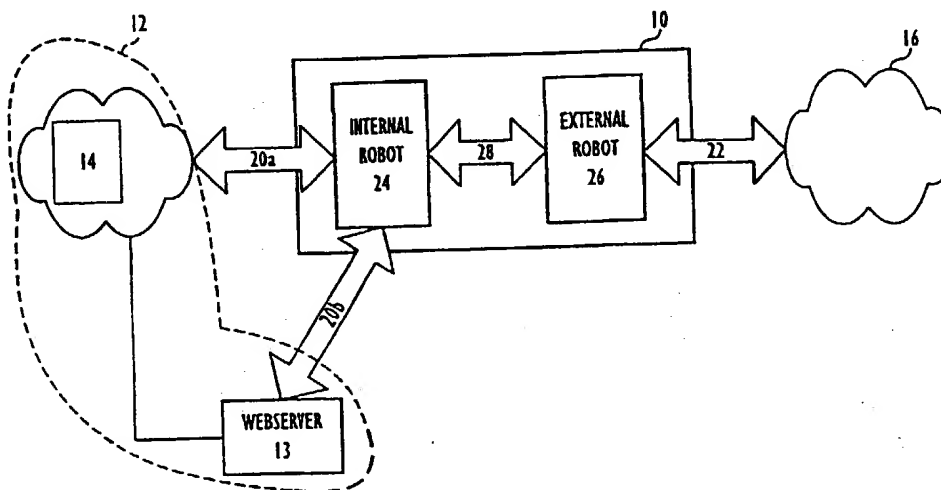 12
10
16
14
20a
INTERNAL
ROBOT
24
28
EXTERNAL
ROBOT
26
22
20b
WEBSERVER
13